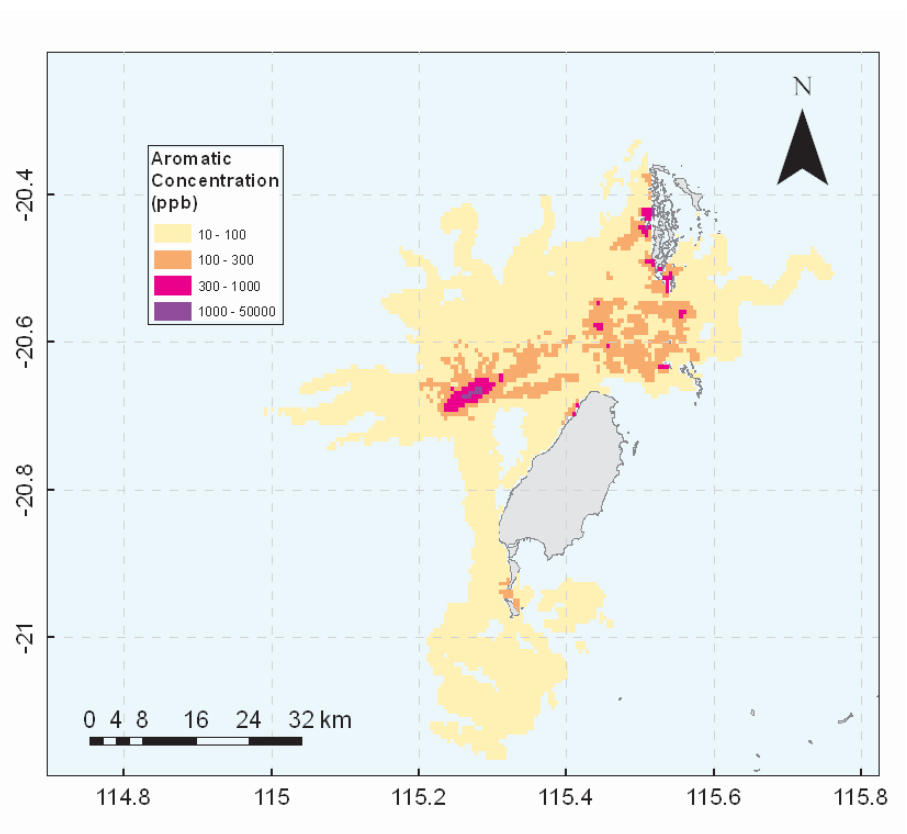 N
Aromatic
Concentration
(ppb)
10 - 100
100 - 300
300 - 1000
1000 - 50000
-20.4
-20.6
-20.8
-21
0 4 8 16 24 32 km
114.8 115 115.2 115.4 115.6 115.8